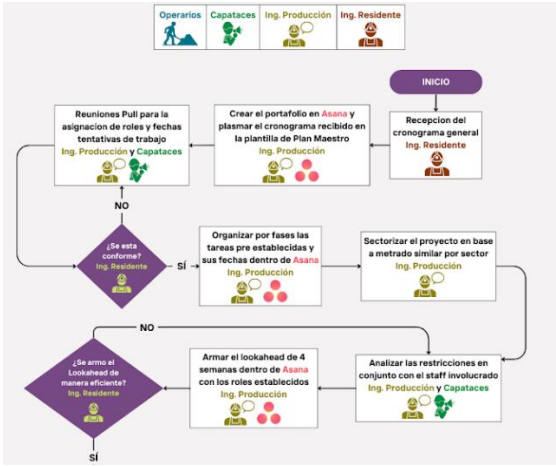 Operarios
Capataces
Ing. Producción
Ing. Residente
INICIO
Recepcion del
cronograma general
Ing. Residente
Crear el portafolio en Asana y
plasmar el cronograma recibido en
la plantilla de Plan Maestro
Ing. Producción
Reuniones Pull para la
asignacion de roles y fechas
tentativas de trabajo
Ing. Producción y Capataces
NO
¿Se esta
conforme?
Ing. Residente
SÍ
Organizar por fases las
tareas pre establecidas y
sus fechas dentro de Asana
Ing. Producción
Sectorizar el proyecto en base
a metrado similar por sector
Ing. Producción
Analizar las restricciones en
conjunto con el staff involucrado
Ing. Producción y Capataces
Armar el lookahead de 4
semanas dentro de Asana
con los roles establecidos
Ing. Producción
NO
¿Se armo el
Lookahead de
manera eficiente?
Ing. Residente
SÍ